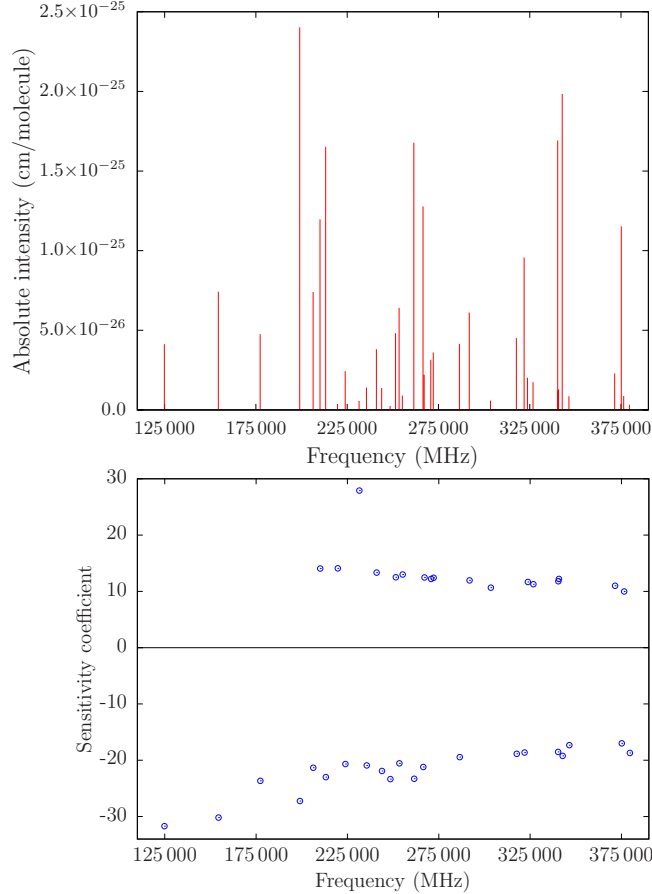 2.5×10⁻²⁵
2.0×10⁻²⁵
1.5×10⁻²⁵
1.0×10⁻²⁵
5.0×10⁻²⁶
0.0
Absolute intensity (cm/molecule)
125 000 175 000 225 000 275 000 325 000 375 000
Frequency (MHz)
30
20
10
0
-10
-20
-30
Sensitivity coefficient
125 000 175 000 225 000 275 000 325 000 375 000
Frequency (MHz)